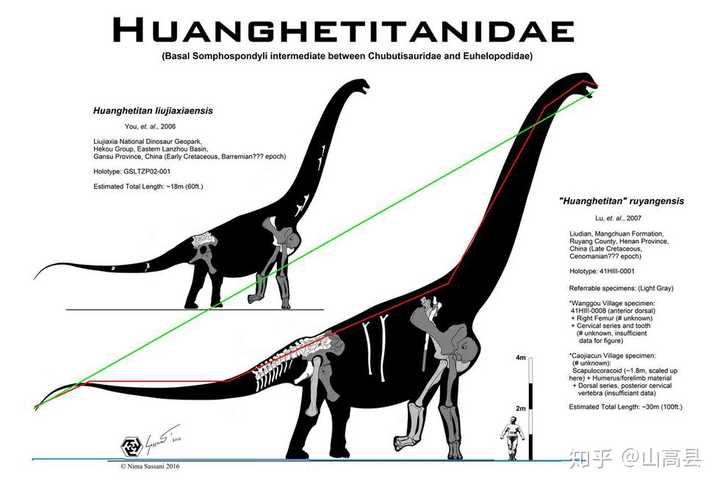 HUANGHETITANIDAE
(Basal Somphospondyli intermediate between Chubutisauridae and Euhelopodidae)
Huanghetitan liujiaxiaensis
You, et. al., 2006
Liujiaxia National Dinosaur Geopark,
Hekou Group, Eastern Lanzhou Basin,
Gansu Province, China (Early Cretaceous, Barremian??? epoch)
Holotype: GSLTZP02-001
Estimated Total Length: ~18m (60ft.)
"Huanghetitan" ruyangensis
Lu, et. al., 2007
Liudian, Mangchuan Formation,
Ruyang County, Henan Province,
China (Late Cretaceous,
Cenomanian??? epoch)
Holotype: 41HIII-0001
Referrable specimens: (Light Gray)
*Wanggou Village specimen:
41HIII-0008 (anterior dorsal)
+ Right Femur (# unknown)
+ Cervical series and tooth
(# unknown, insufficient
data for figure)
*Caojiacun Village specimen:
(# unknown):
Scapulocoracoid (~1.8m, scaled up
here) + Humerus/forelimb material
+ Dorsal series, posterior cervical
vertebra (insufficiant data)
Estimated Total Length: ~30m (100ft.)
4m
2m
© Nima Sassani 2016
知乎 @山高县